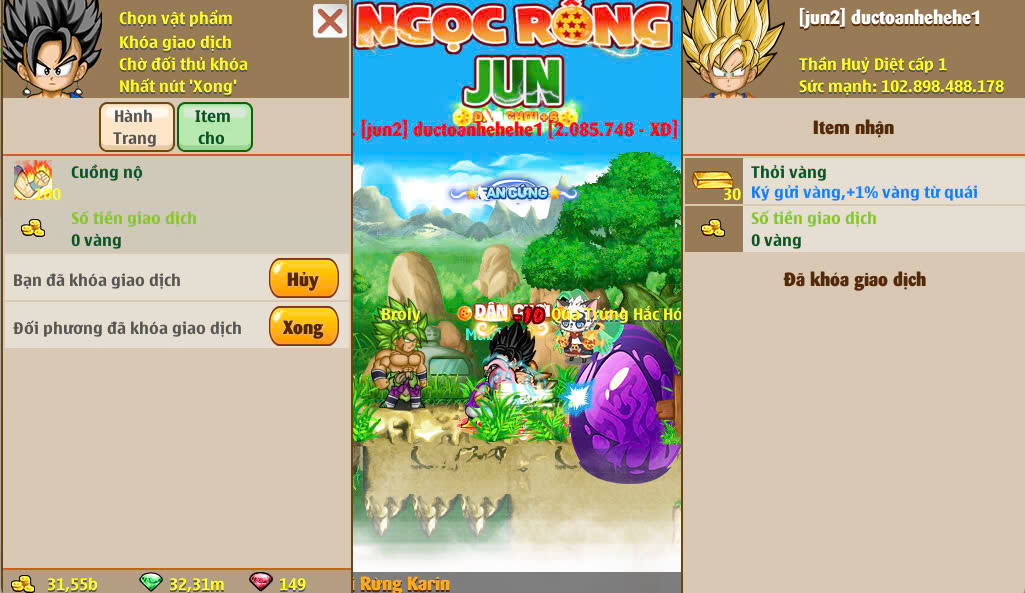 Chọn vật phẩm
Khóa giao dịch
Chờ đối thủ khóa
Nhất nút 'Xong'
Hành
Trang
Item
cho
Cuồng nộ
200
Số tiền giao dịch
0 vàng
Bạn đã khóa giao dịch
Hủy
Đối phương đã khóa giao dịch
Xong
31,55b
32,31m
149
NGỌC RỒNG
JUN
[jun2] ductoanhehehe1 [2.085.748 - XD]
FAN CỨNG
Broly
DÂN CHƠI
-10
Quả Trứng Hắc Hó
Rừng Karin
[jun2] ductoanhehehe1
Thần Huỷ Diệt cấp 1
Sức mạnh: 102.898.488.178
Item nhận
Thỏi vàng
Ký gửi vàng,+1% vàng từ quái
30
Số tiền giao dịch
0 vàng
Đã khóa giao dịch